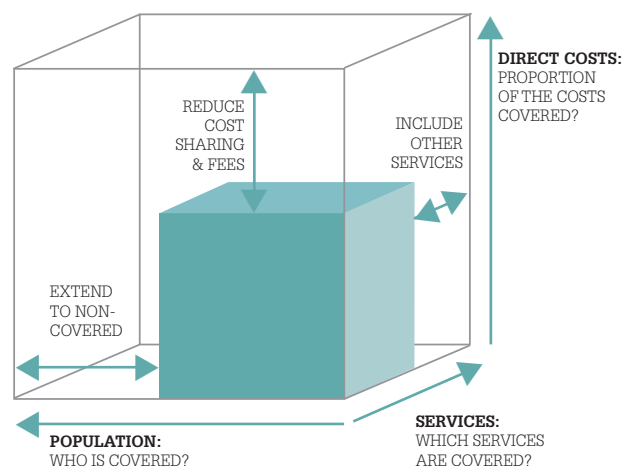 DIRECT COSTS:
PROPORTION
OF THE COSTS
COVERED?
REDUCE
COST
SHARING
& FEES
INCLUDE
OTHER
SERVICES
EXTEND
TO NON-
COVERED
POPULATION:
WHO IS COVERED?
SERVICES:
WHICH SERVICES
ARE COVERED?